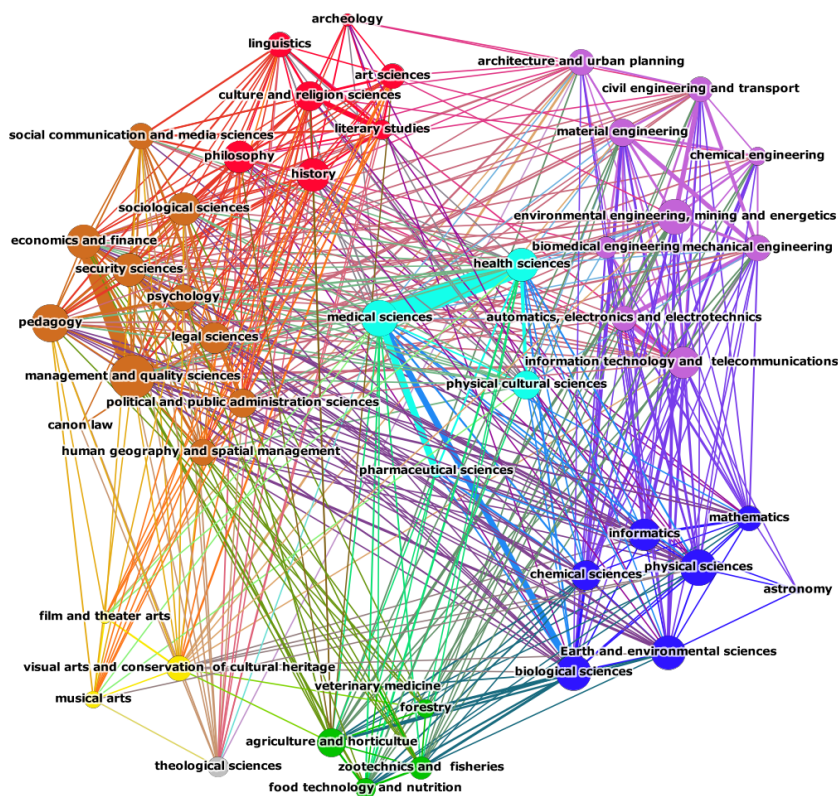 archeology
linguistics
art sciences
architecture and urban planning
civil engineering and transport
culture and religion sciences
social communication and media sciences
literary studies
material engineering
philosophy
chemical engineering
history
sociological sciences
environmental engineering, mining and energetics
economics and finance
biomedical engineering
mechanical engineering
security sciences
health sciences
psychology
medical sciences
automatics, electronics and electrotechnics
pedagogy
legal sciences
information technology and telecommunications
management and quality sciences
physical cultural sciences
political and public administration sciences
canon law
human geography and spatial management
pharmaceutical sciences
mathematics
informatics
physical sciences
chemical sciences
astronomy
film and theater arts
Earth and environmental sciences
visual arts and conservation of cultural heritage
biological sciences
veterinary medicine
musical arts
forestry
agriculture and horticultue
theological sciences
zootechnics and fisheries
food technology and nutrition